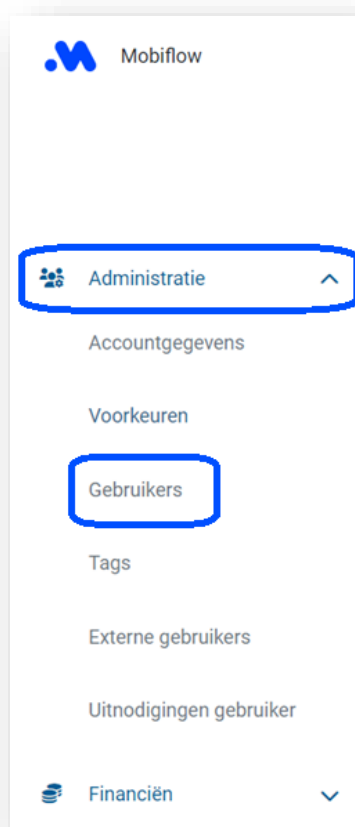 Mobiflow
Administratie
Accountgegevens
Voorkeuren
Gebruikers
Tags
Externe gebruikers
Uitnodigingen gebruiker
Financiën